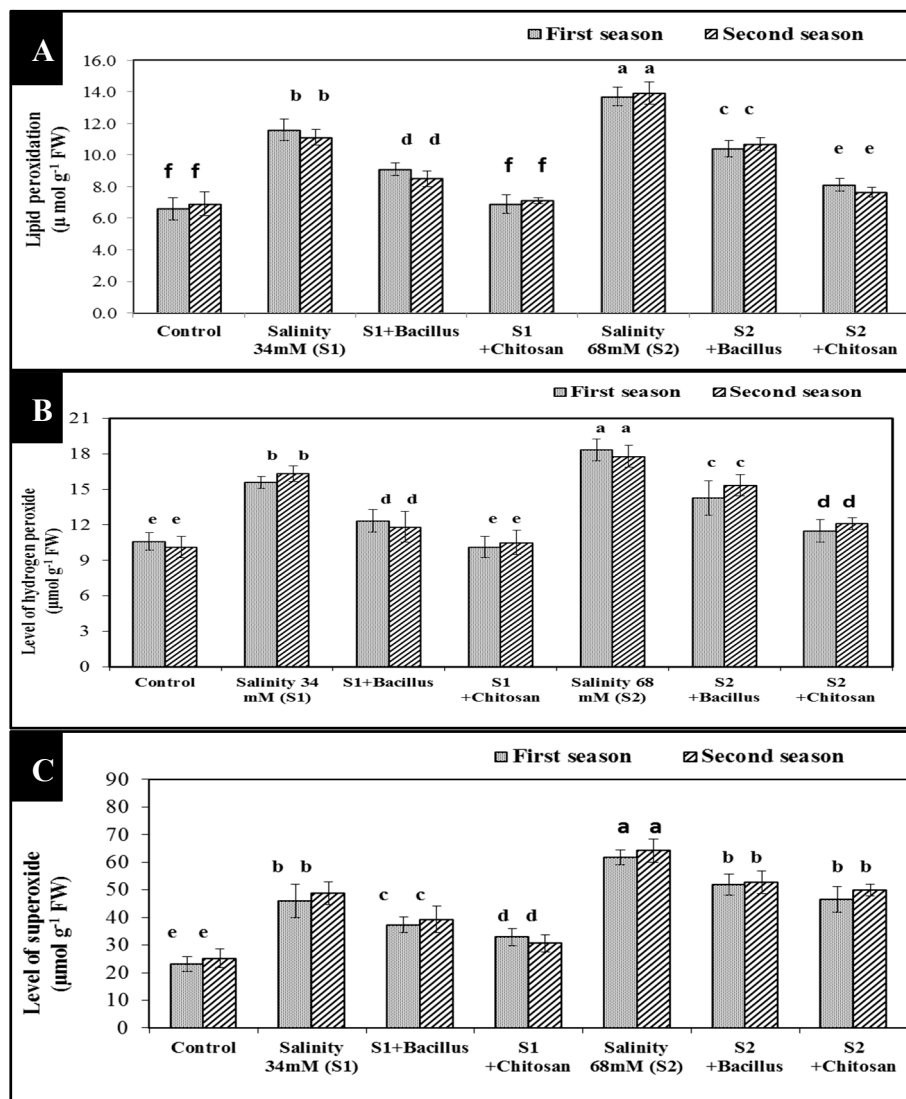 A
First season
Second season
Lipid peroxidation
(µ mol g⁻¹ FW)
16.0
14.0
12.0
10.0
8.0
6.0
4.0
2.0
0.0
f f
b b
d d
f f
a a
c c
e e
Control
Salinity
34mM (S1)
S1+Bacillus
S1
+Chitosan
Salinity
68mM (S2)
S2
+Bacillus
S2
+Chitosan
B
First season
Second season
Level of hydrogen peroxide
(µmol g⁻¹ FW)
21
18
15
12
9
6
3
0
e e
b b
d d
e e
a a
c c
d d
Control
Salinity 34
mM (S1)
S1+Bacillus
S1
+Chitosan
Salinity 68
mM (S2)
S2
+Bacillus
S2
+Chitosan
C
First season
Second season
Level of superoxide
(µmol g⁻¹ FW)
90
80
70
60
50
40
30
20
10
0
e e
b b
c c
d d
a a
b b
b b
Control
Salinity
34mM (S1)
S1+Bacillus
S1
+Chitosan
Salinity
68mM (S2)
S2
+Bacillus
S2
+Chitosan